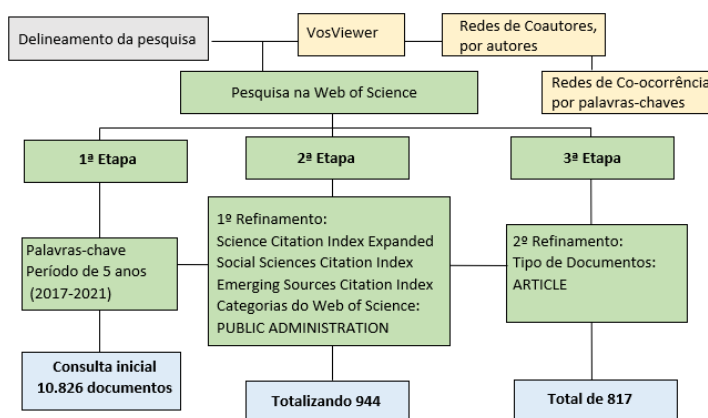 Delineamento da pesquisa
VosViewer
Redes de Coautores,
por autores
Redes de Co-ocorrência
por palavras-chaves
Pesquisa na Web of Science
1ª Etapa
2ª Etapa
3ª Etapa
Palavras-chave
Período de 5 anos
(2017-2021)
1º Refinamento:
Science Citation Index Expanded
Social Sciences Citation Index
Emerging Sources Citation Index
Categorias do Web of Science:
PUBLIC ADMINISTRATION
2º Refinamento:
Tipo de Documentos:
ARTICLE
Consulta inicial
10.826 documentos
Totalizando 944
Total de 817